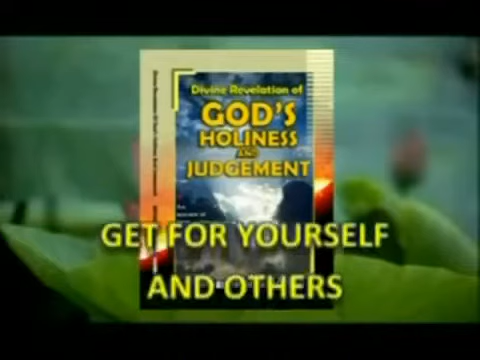 Divine Revelation of
GOD'S
HOLINESS
AND
JUDGEMENT
GET FOR YOURSELF
AND OTHERS